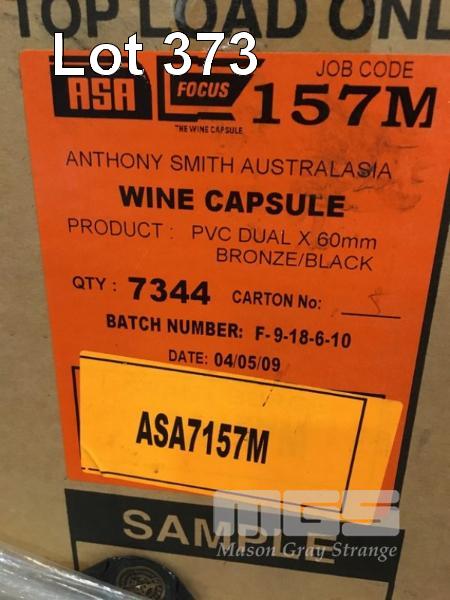 TOP LOAD ONL
Lot 373
ASA FOCUS
THE WINE CAPSULE
JOB CODE
157M
ANTHONY SMITH AUSTRALASIA
WINE CAPSULE
PRODUCT : PVC DUAL X 60mm
BRONZE/BLACK
QTY : 7344 CARTON No:
BATCH NUMBER: F-9-18-6-10
DATE: 04/05/09
ASA7157M
SAMPLE
MGS
Mason Gray Strange